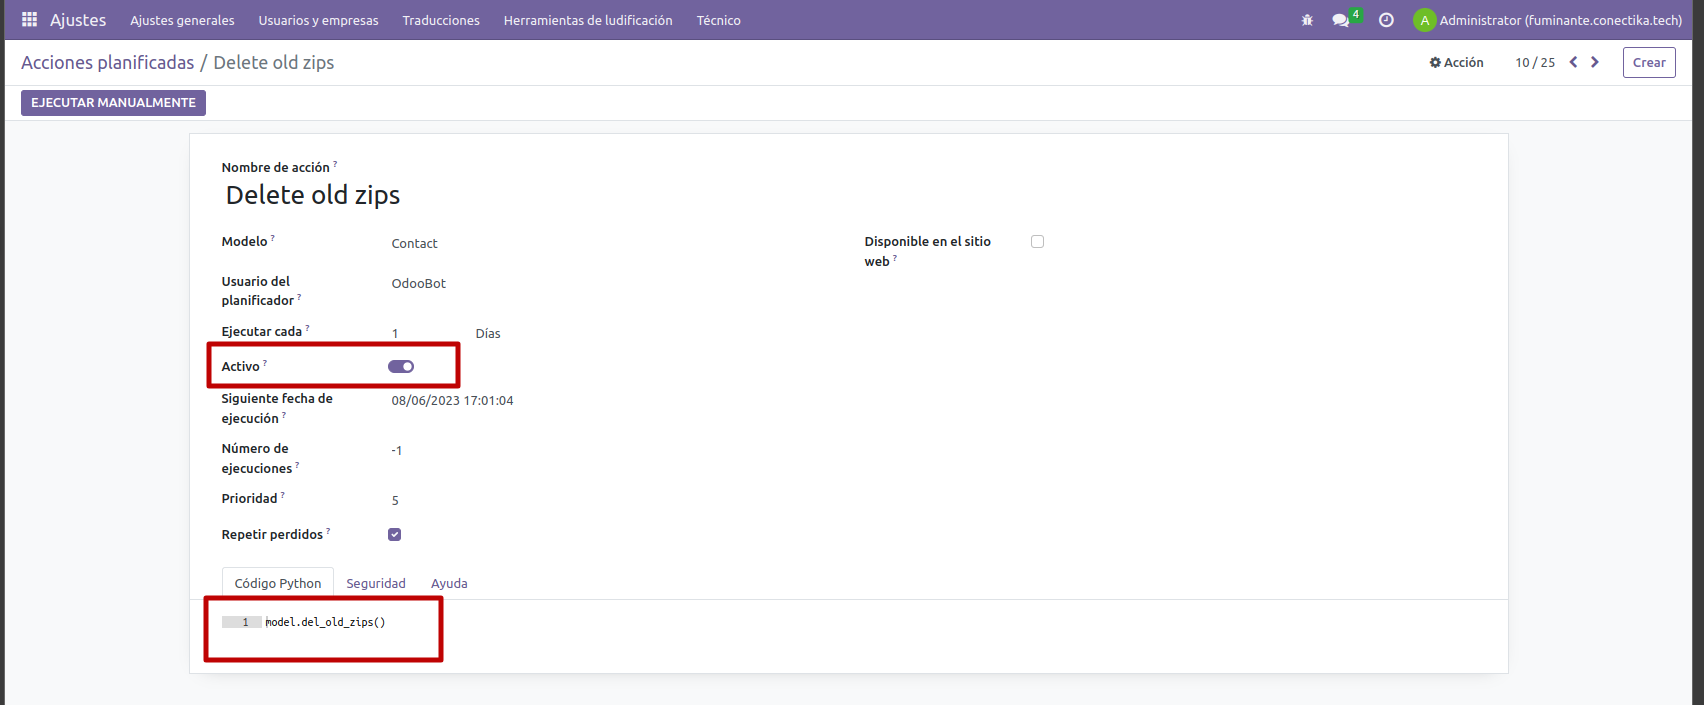 Ajustes Ajustes generales Usuarios y empresas Traducciones Herramientas de ludificación Técnico 4 A Administrator (fuminante.conectika.tech)
Acciones planificadas / Delete old zips Acción 10 / 25 Crear
EJECUTAR MANUALMENTE
Nombre de acción ?
Delete old zips
Modelo ? Contact
Disponible en el sitio
web ?
Usuario del
planificador ? OdooBot
Ejecutar cada ? 1 Días
Activo ?
Siguiente fecha de
ejecución ? 08/06/2023 17:01:04
Número de
ejecuciones ? -1
Prioridad ? 5
Repetir perdidos ?
Código Python Seguridad Ayuda
1 model.del_old_zips()